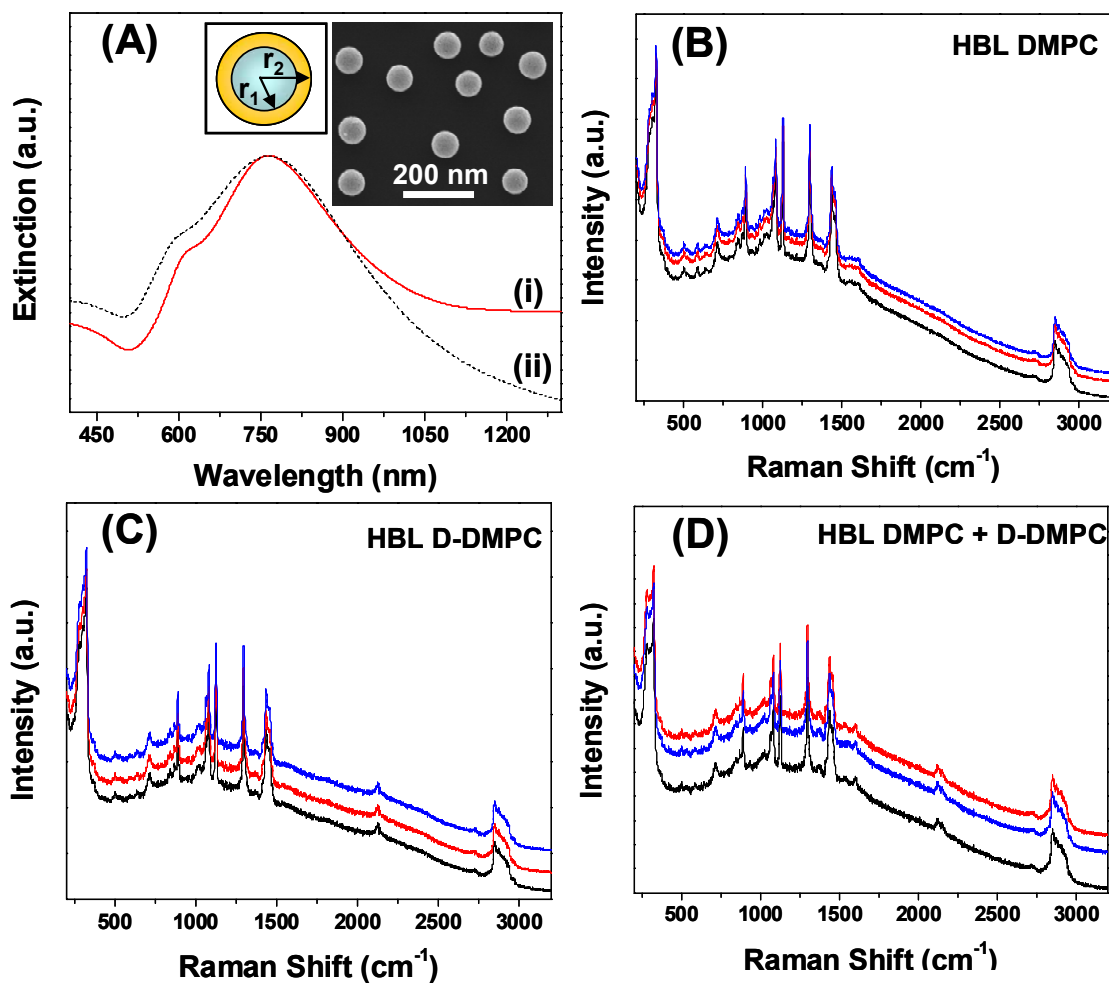 (A)
r2
r1
200 nm
(i)
(ii)
Extinction (a.u.)
450 600 750 900 1050 1200
Wavelength (nm)
(B)
HBL DMPC
Intensity (a.u.)
500 1000 1500 2000 2500 3000
Raman Shift (cm-1)
(C)
HBL D-DMPC
Intensity (a.u.)
500 1000 1500 2000 2500 3000
Raman Shift (cm-1)
(D)
HBL DMPC + D-DMPC
Intensity (a.u.)
500 1000 1500 2000 2500 3000
Raman Shift (cm-1)